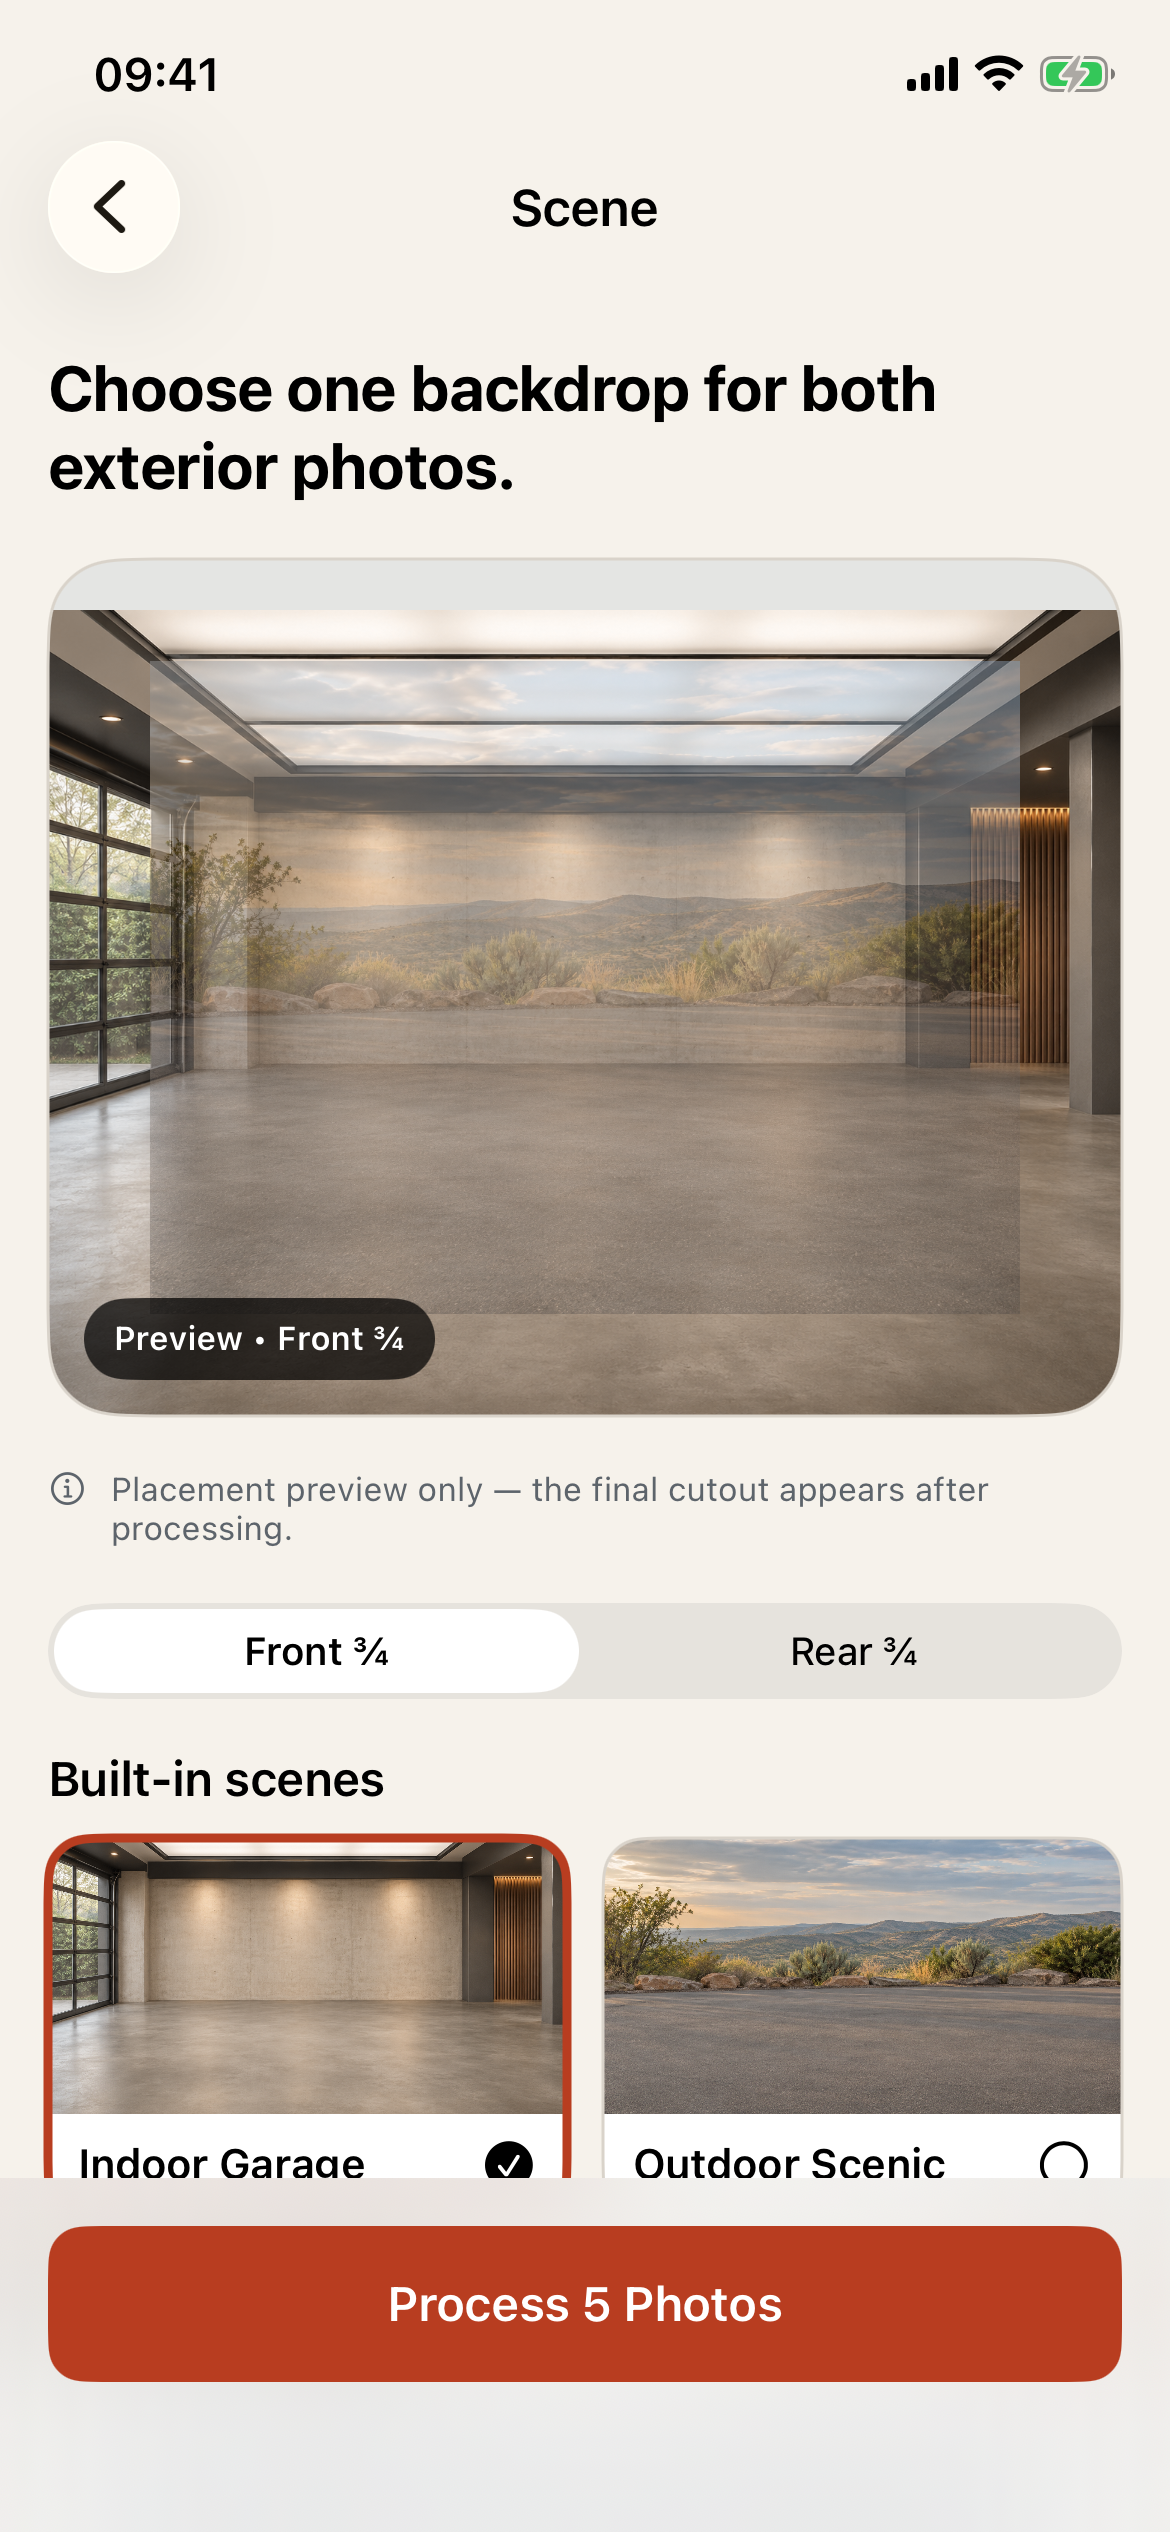 09:41
Scene
Choose one backdrop for both
exterior photos.
Preview • Front ¾
Placement preview only — the final cutout appears after
processing.
Front ¾
Rear ¾
Built-in scenes
Indoor Garage
Outdoor Scenic
Process 5 Photos